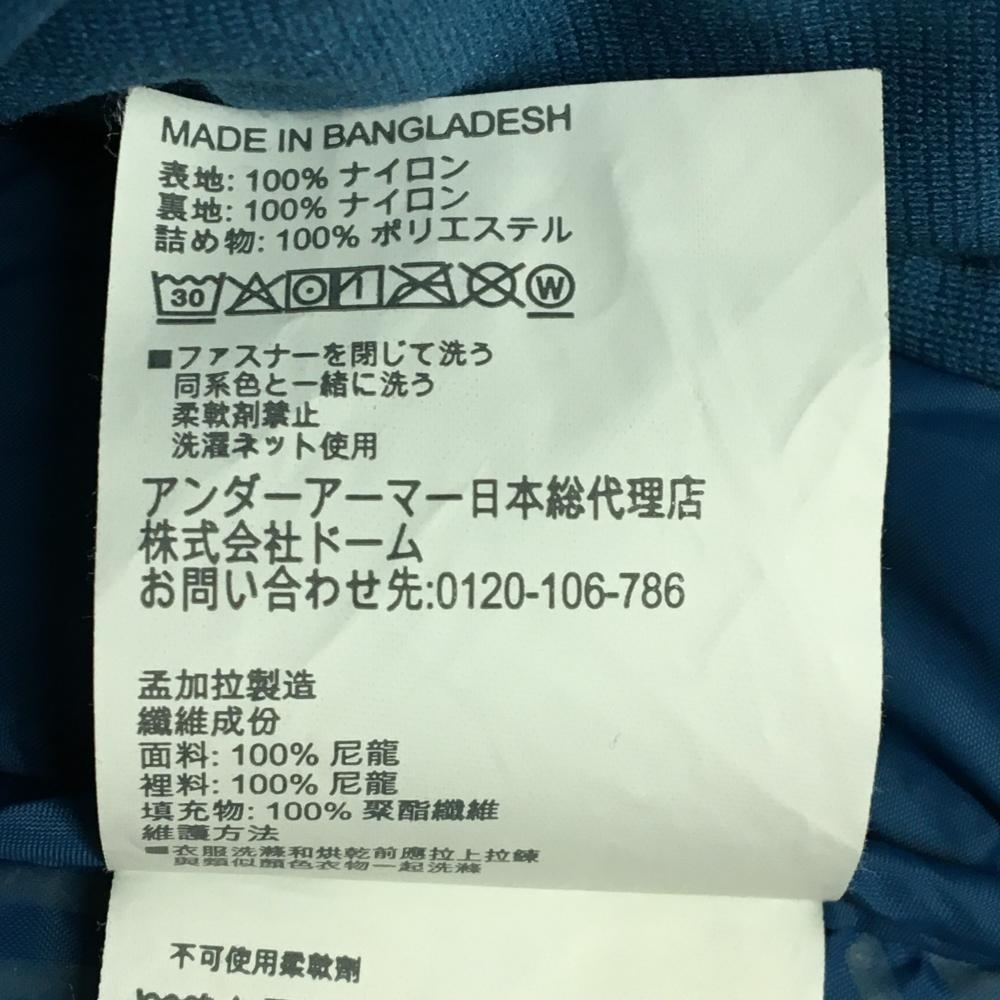 MADE IN BANGLADESH
表地: 100% ナイロン
裏地: 100% ナイロン
詰め物: 100% ポリエステル
30 W
■ファスナーを閉じて洗う
同系色と一緒に洗う
柔軟剤禁止
洗濯ネット使用
アンダーアーマー日本総代理店
株式会社ドーム
お問い合わせ先:0120-106-786
孟加拉製造
纖維成份
面料: 100% 尼龍
裡料: 100% 尼龍
填充物: 100% 聚酯纖維
維護方法
■衣服洗滌和烘乾前應拉上拉鍊
與類似顏色衣物一起洗滌
不可使用柔軟劑